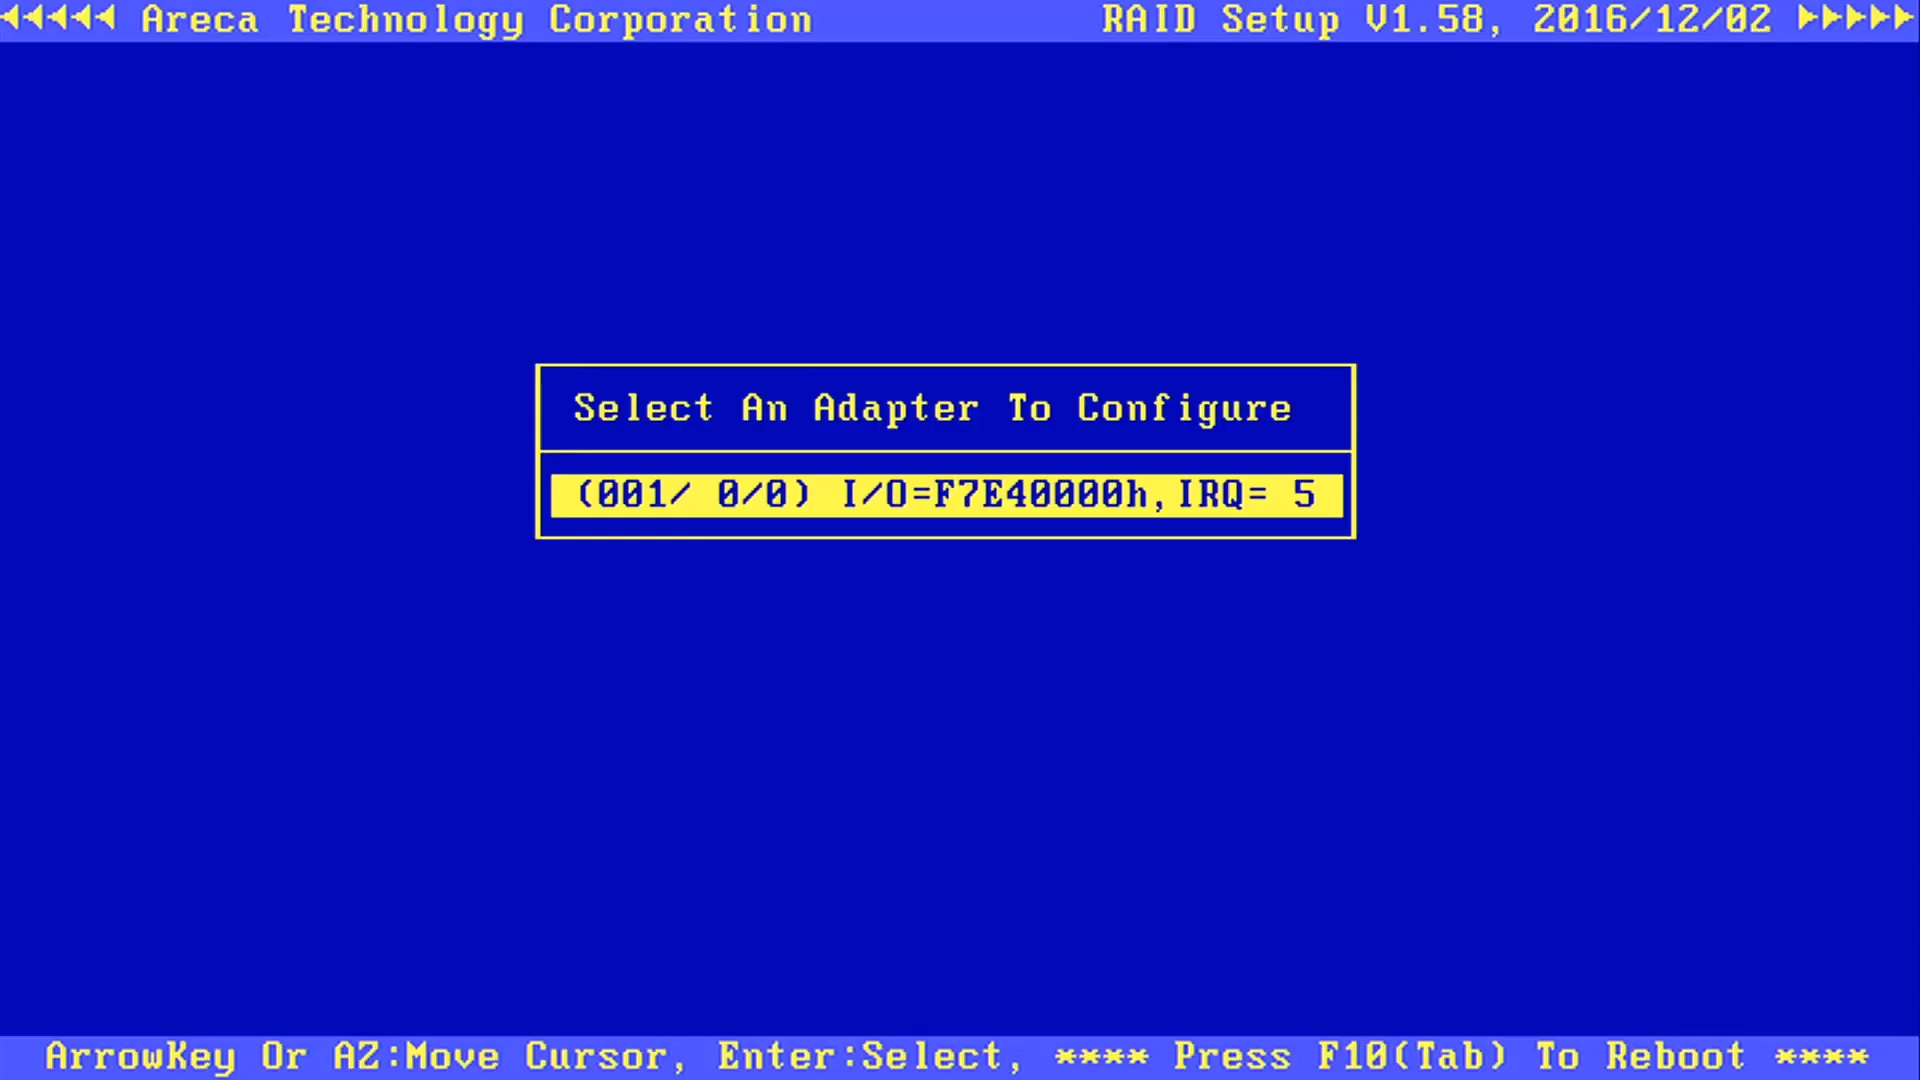 ◄◄◄◄◄ Areca Technology Corporation RAID Setup V1.58, 2016/12/02 ►►►►►
Select An Adapter To Configure
(001/ 0/0) I/O=F7E40000h,IRQ= 5
ArrowKey Or AZ:Move Cursor, Enter:Select, **** Press F10(Tab) To Reboot ****